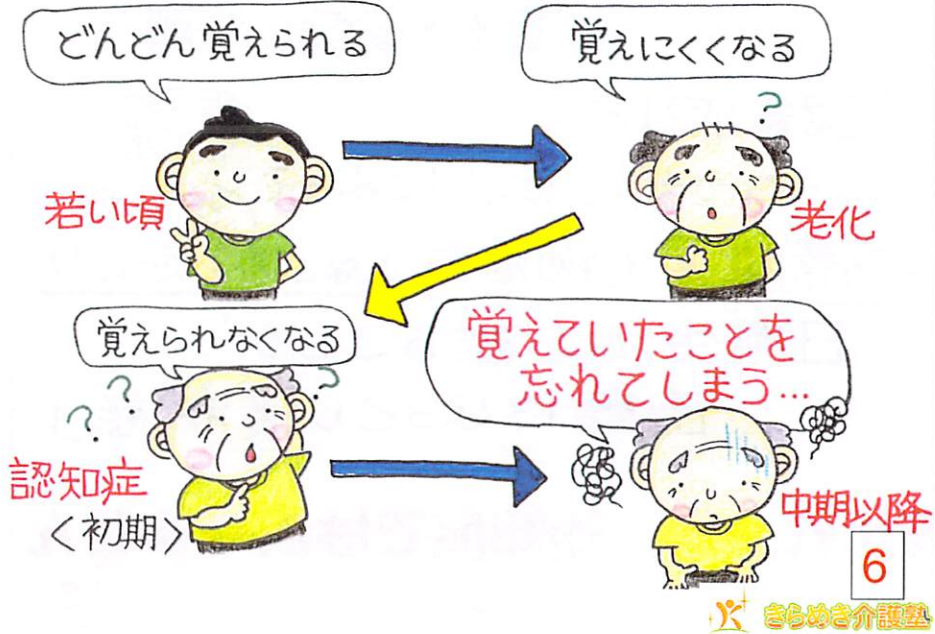 どんどん覚えられる
覚えにくくなる
?
若い頃
老化
覚えられなくなる
覚えていたことを
忘れてしまう…
? ? ?
?
認知症
<初期>
中期以降
6
きらめき介護塾